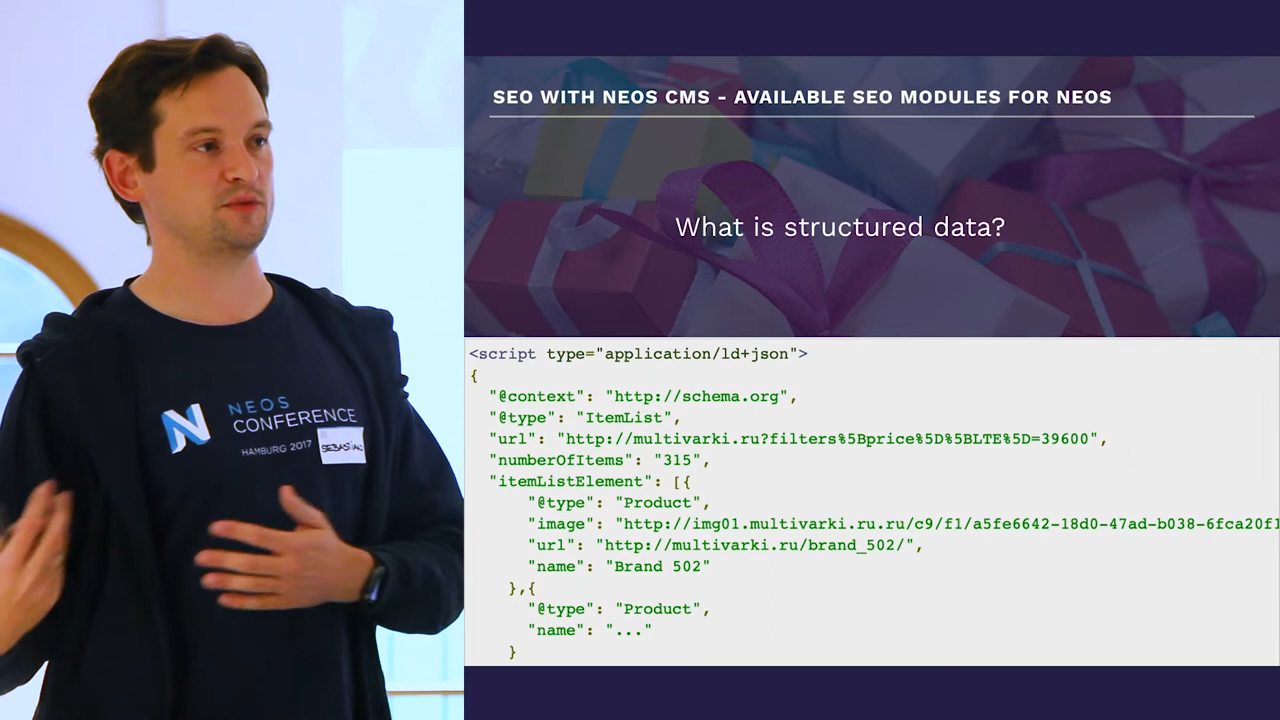 NEOS
CONFERENCE
HAMBURG 2017
SEBASTIAN
SEO WITH NEOS CMS - AVAILABLE SEO MODULES FOR NEOS
What is structured data?
<script type="application/ld+json">
{
"@context": "http://schema.org",
"@type": "ItemList",
"url": "http://multivarki.ru?filters%5Bprice%5D%5BLTE%5D=39600",
"numberOfItems": "315",
"itemListElement": [{
"@type": "Product",
"image": "http://img01.multivarki.ru.ru/c9/f1/a5fe6642-18d0-47ad-b038-6fca20f1
"url": "http://multivarki.ru/brand_502/",
"name": "Brand 502"
},{
"@type": "Product",
"name": "..."
}